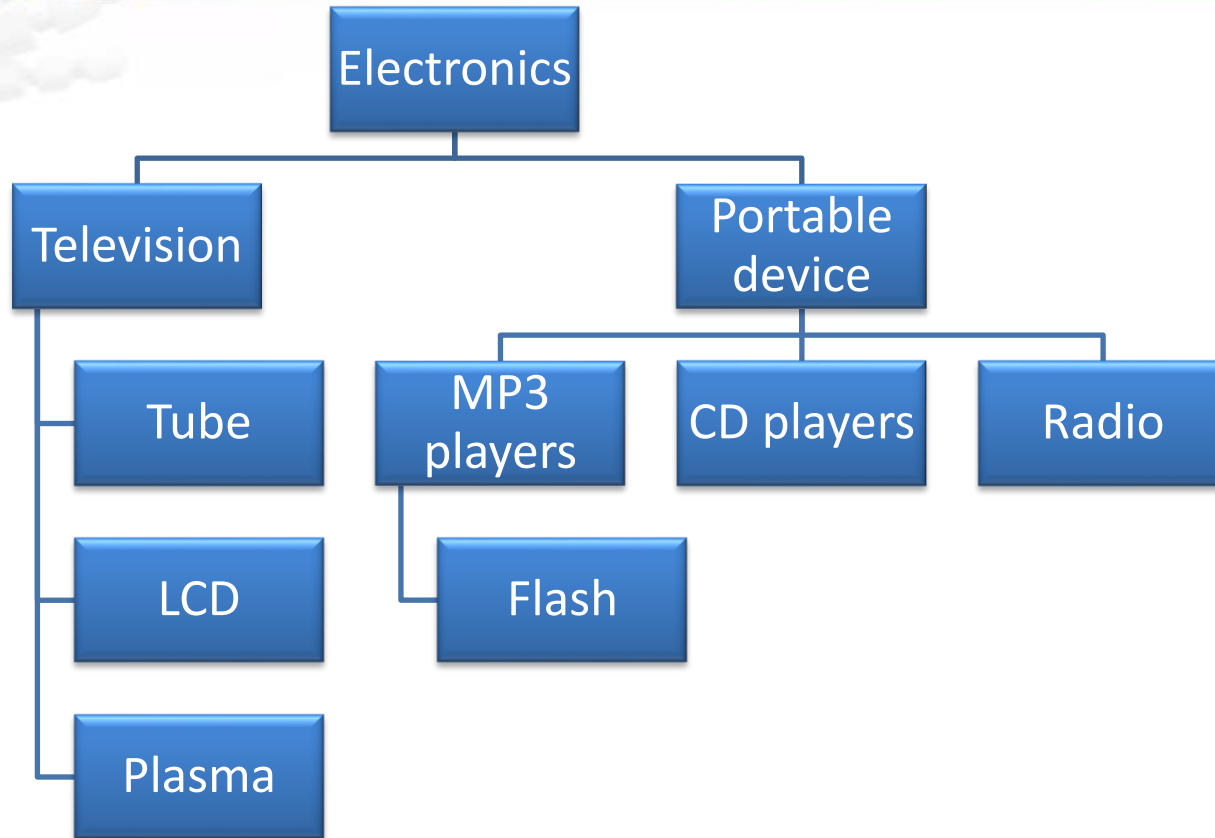 Electronics
Television
Portable
device
Tube
MP3
players
CD players
Radio
LCD
Flash
Plasma